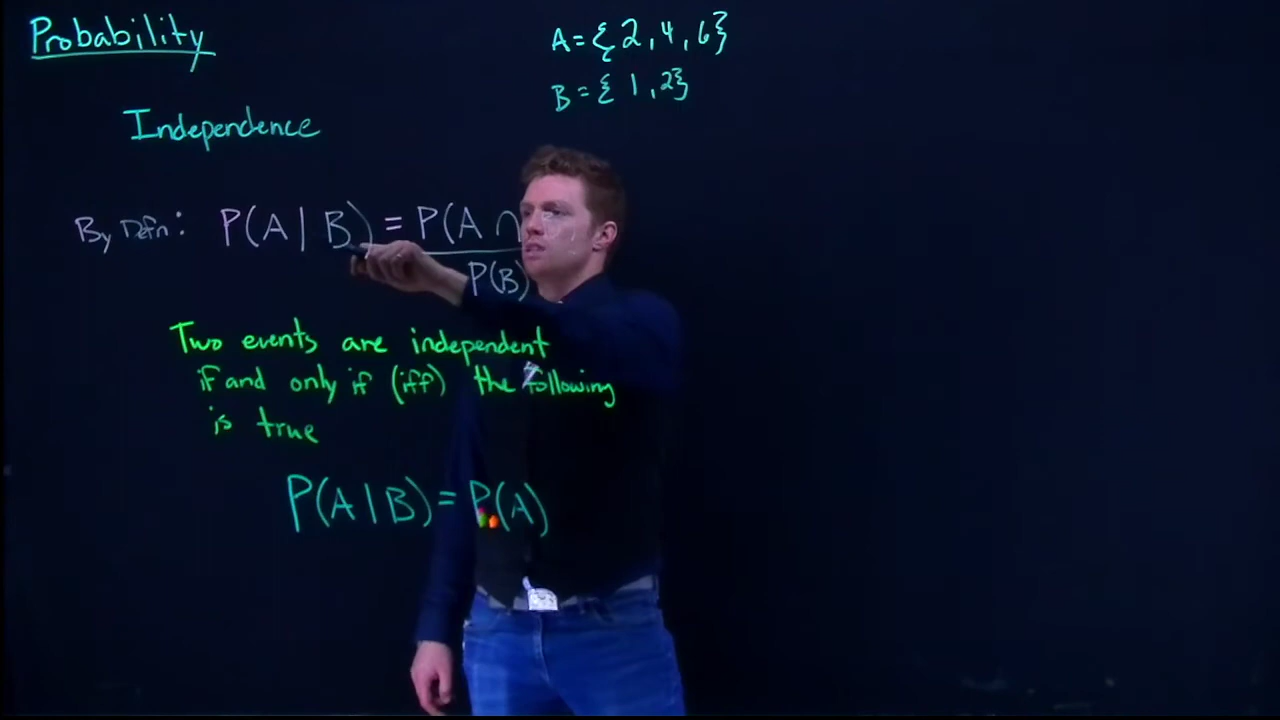 Probability
A={2,4,6}
B={1,2}
Independence
By Defn: P(A|B) = P(A ∩
P(B)
Two events are independent
if and only if (iff) the following
is true
P(A|B) = P(A)